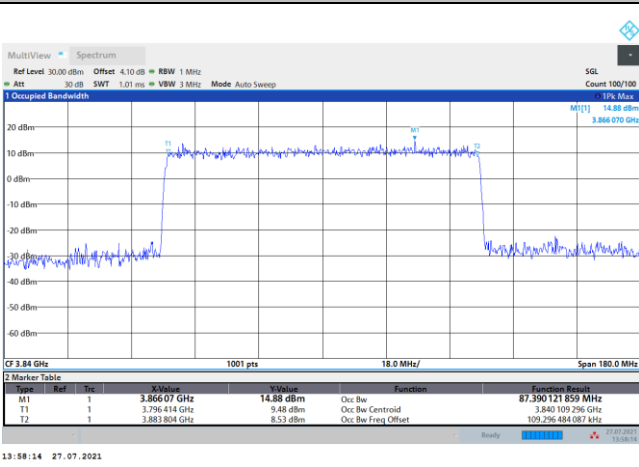 MultiView Spectrum
Ref Level 30.00 dBm Offset 4.10 dB RBW 1 MHz SGL
Att 30 dB SWT 1.01 ms VBW 3 MHz Mode Auto Sweep Count 100/100
1 Occupied Bandwidth 1Pk Max
M1[1] 14.88 dBm
3.866 070 GHz
20 dBm
M1
T1 T2
10 dBm
0 dBm
-10 dBm
-20 dBm
-30 dBm
-40 dBm
-50 dBm
-60 dBm
CF 3.84 GHz 1001 pts 18.0 MHz/ Span 180.0 MHz
2 Marker Table
Type Ref Trc X-Value Y-Value Function Function Result
M1 1 3.86607 GHz 14.88 dBm Occ Bw 87.390 121 859 MHz
T1 1 3.796 414 GHz 9.48 dBm Occ Bw Centroid 3.840 109 296 GHz
T2 1 3.883 804 GHz 8.53 dBm Occ Bw Freq Offset 109.296 484 087 kHz
Ready 27.07.2021
13:58:14
13:58:14 27.07.2021